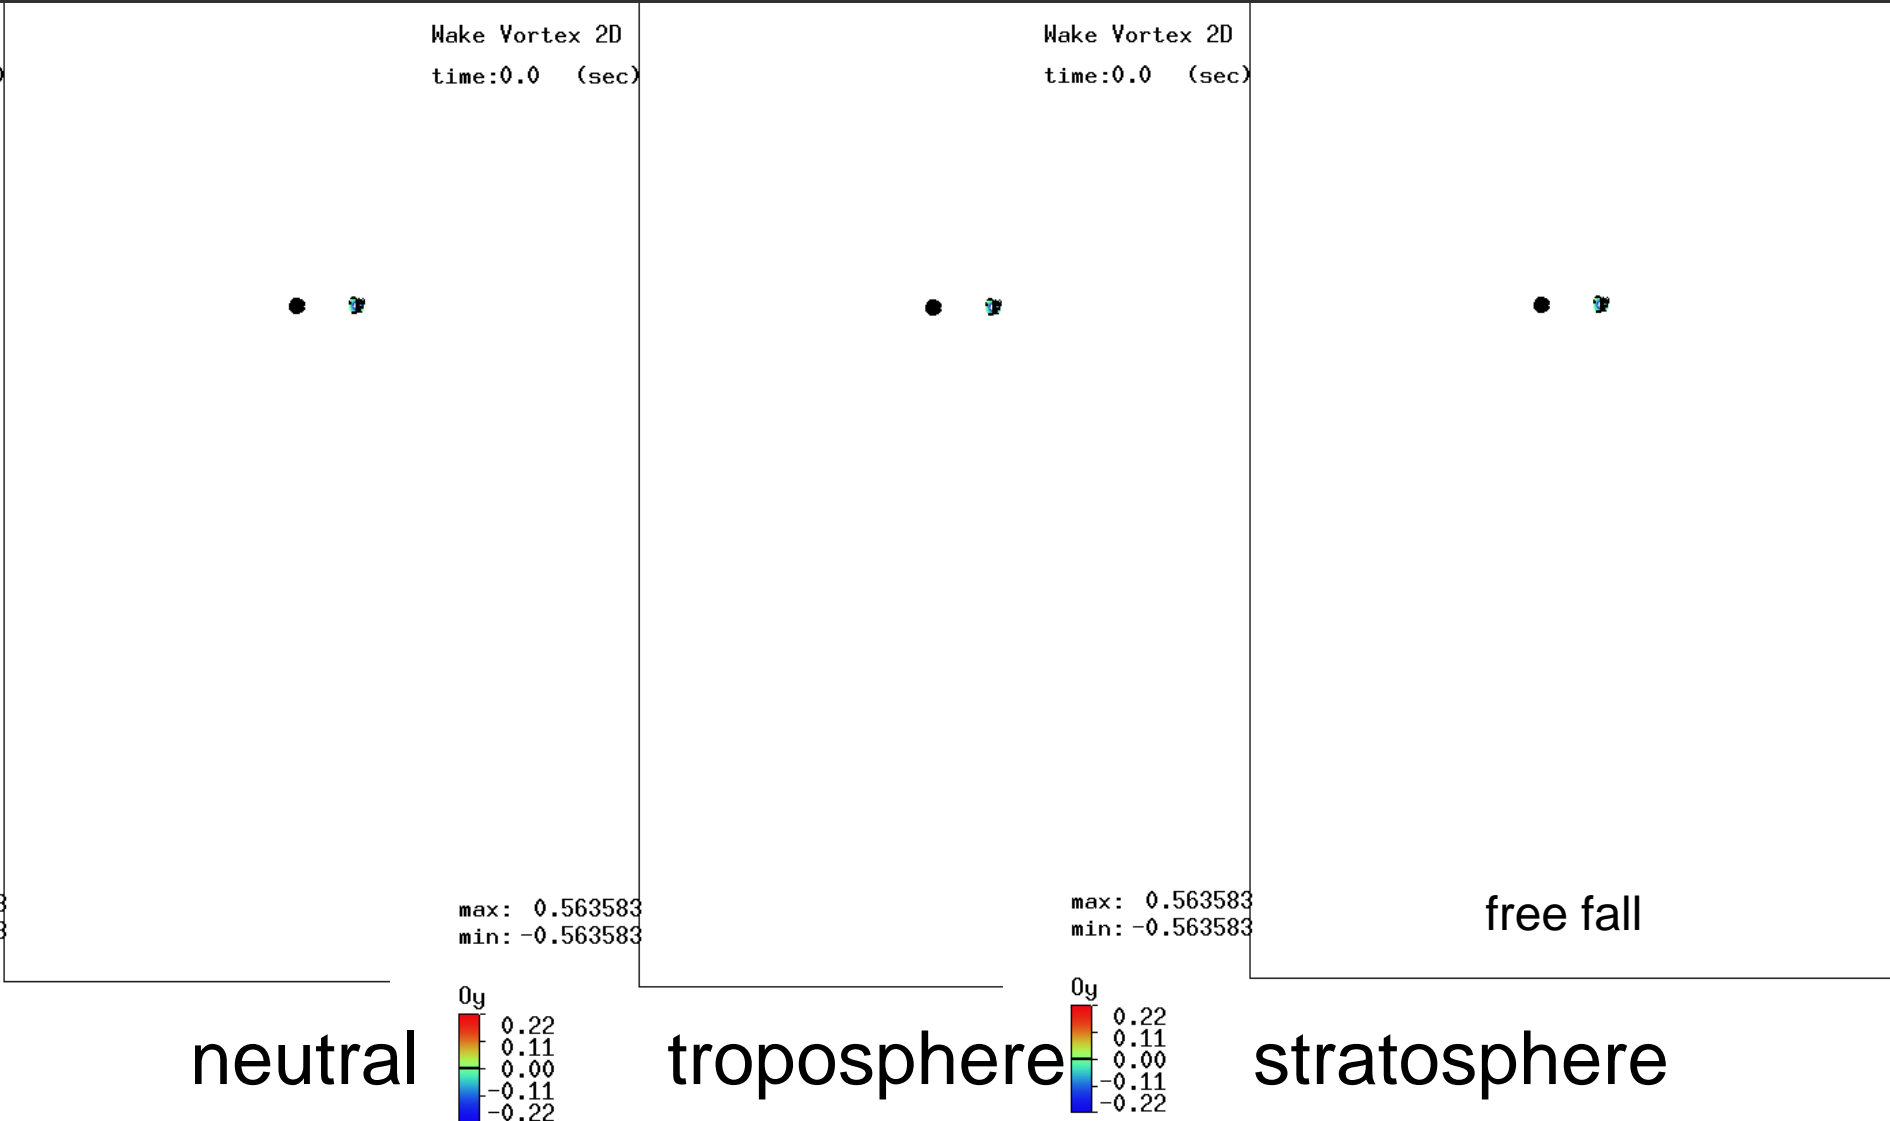 Wake Vortex 2D
time:0.0 (sec)
Wake Vortex 2D
time:0.0 (sec)
max: 0.563583
min: -0.563583
max: 0.563583
min: -0.563583
free fall
Oy
0.22
0.11
0.00
-0.11
-0.22
Oy
0.22
0.11
0.00
-0.11
-0.22
neutral
troposphere
stratosphere